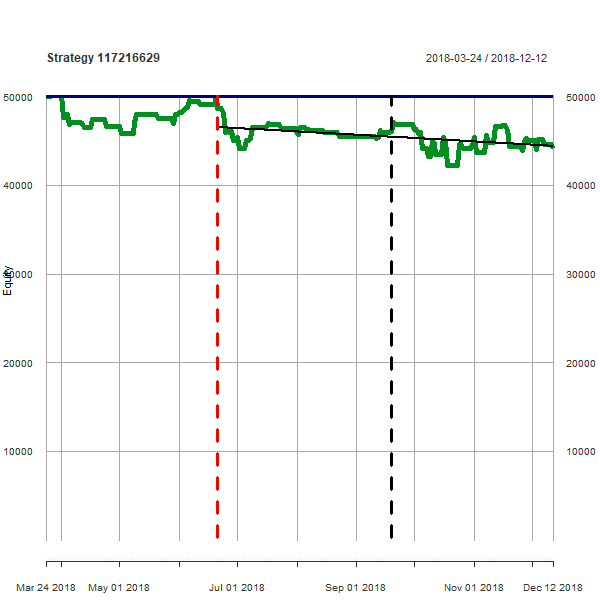 Strategy 117216629
2018-03-24 / 2018-12-12
50000 50000
40000 40000
Equity
30000 30000
20000 20000
10000 10000
Mar 24 2018 May 01 2018 Jul 01 2018 Sep 01 2018 Nov 01 2018 Dec 12 2018